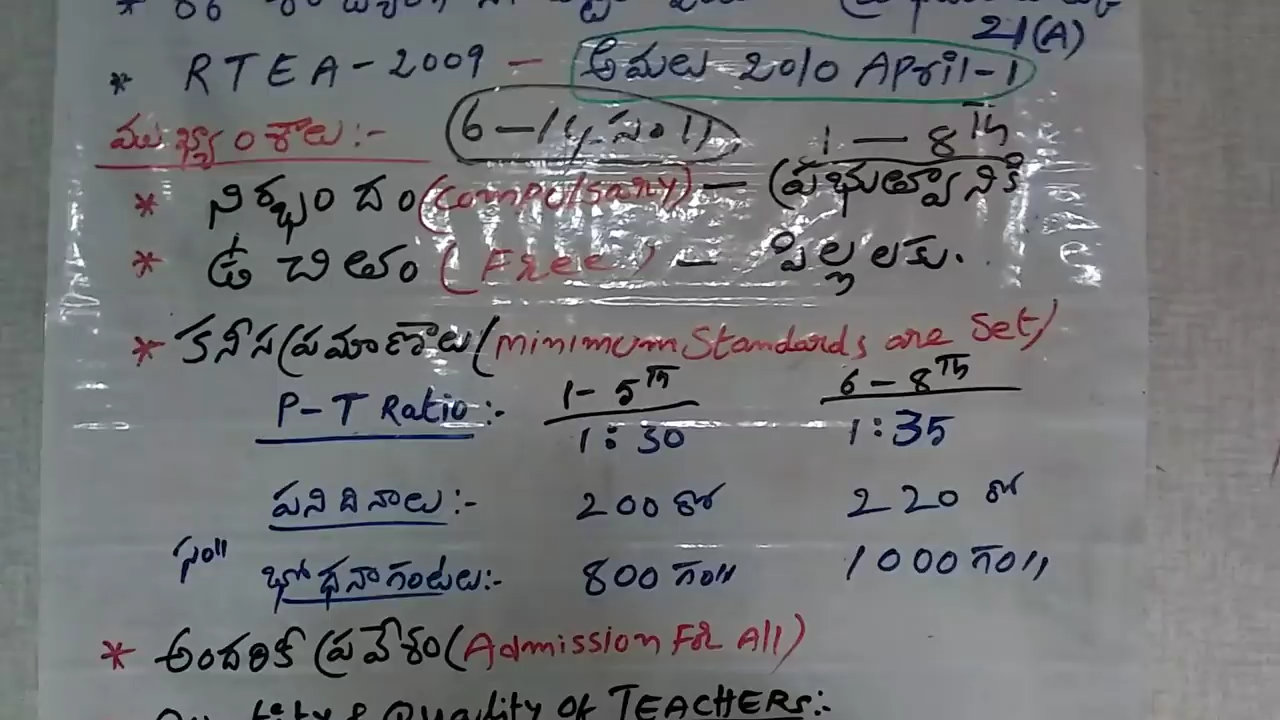 21(A)
* RTEA-2009 - అమలు 2010 April-1
ముఖ్యాంశాలు:- 6-14 సం॥ 1-8Th
* నిర్భందం (Compulsary) - ప్రభుత్వానికి
* ఉచితం (Free) - పిల్లలకు.
* కనీస ప్రమాణాలు (minimum Standards are Set)
P-T Ratio:- 1-5Th 6-8Th
1:30 1:35
పనిదినాలు:- 200 రో 220 రో
సం॥ భోధనా గంటలు:- 800 గం॥ 1000 గం॥
* అందరికీ ప్రవేశం (Admission For All)
& Quality Of TEACHERS:-